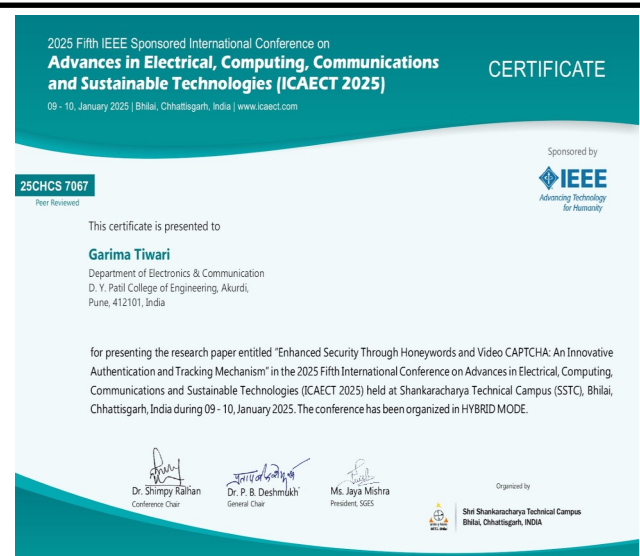 2025 Fifth IEEE Sponsored International Conference on
Advances in Electrical, Computing, Communications
and Sustainable Technologies (ICAECT 2025)
09 - 10, January 2025 | Bhilai, Chhattisgarh, India | www.icaect.com
CERTIFICATE
Sponsored by
IEEE
Advancing Technology
for Humanity
25CHCS 7067
Peer Reviewed
This certificate is presented to
Garima Tiwari
Department of Electronics & Communication
D. Y. Patil College of Engineering, Akurdi,
Pune, 412101, India
for presenting the research paper entitled "Enhanced Security Through Honeywords and Video CAPTCHA: An Innovative
Authentication and Tracking Mechanism" in the 2025 Fifth International Conference on Advances in Electrical, Computing,
Communications and Sustainable Technologies (ICAECT 2025) held at Shankaracharya Technical Campus (SSTC), Bhilai,
Chhattisgarh, India during 09 - 10, January 2025. The conference has been organized in HYBRID MODE.
Dr. Shimpy Ralhan
Conference Chair
Dr. P. B. Deshmukh
General Chair
Ms. Jaya Mishra
President, SGES
Organized by
Shri Shankaracharya Technical Campus
Bhilai, Chhattisgarh, INDIA